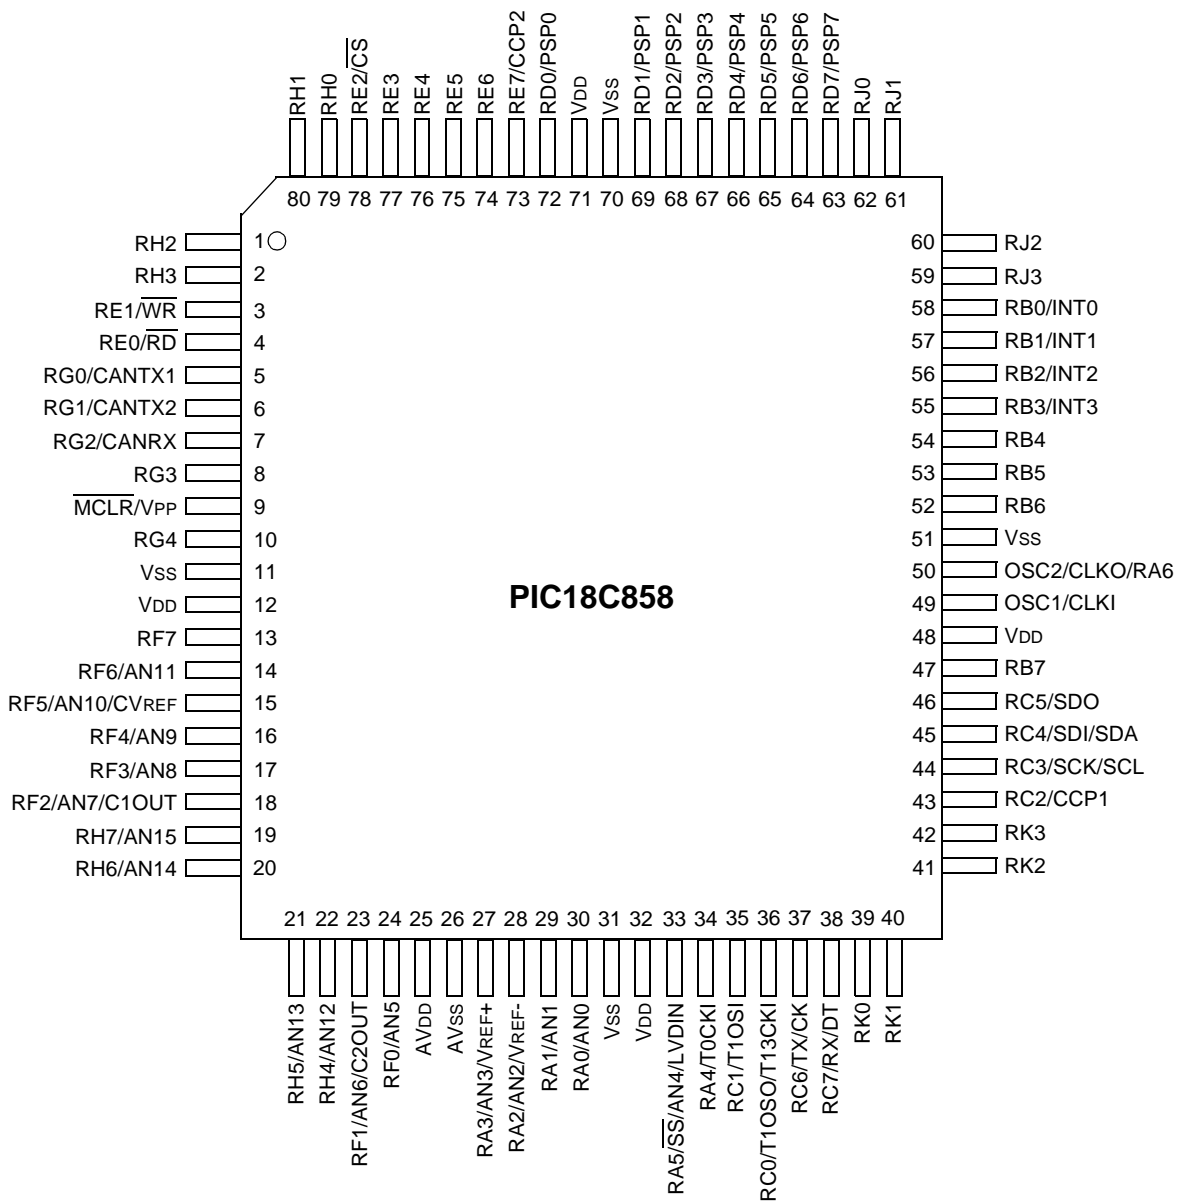 RH1
RH0
RE2/CS
RE3
RE4
RE5
RE6
RE7/CCP2
RD0/PSP0
VDD
VSS
RD1/PSP1
RD2/PSP2
RD3/PSP3
RD4/PSP4
RD5/PSP5
RD6/PSP6
RD7/PSP7
RJ0
RJ1
80 79 78 77 76 75 74 73 72 71 70 69 68 67 66 65 64 63 62 61
RH2 1
RH3 2
RE1/WR 3
RE0/RD 4
RG0/CANTX1 5
RG1/CANTX2 6
RG2/CANRX 7
RG3 8
MCLR/VPP 9
RG4 10
VSS 11
VDD 12
RF7 13
RF6/AN11 14
RF5/AN10/CVREF 15
RF4/AN9 16
RF3/AN8 17
RF2/AN7/C1OUT 18
RH7/AN15 19
RH6/AN14 20
PIC18C858
60 RJ2
59 RJ3
58 RB0/INT0
57 RB1/INT1
56 RB2/INT2
55 RB3/INT3
54 RB4
53 RB5
52 RB6
51 VSS
50 OSC2/CLKO/RA6
49 OSC1/CLKI
48 VDD
47 RB7
46 RC5/SDO
45 RC4/SDI/SDA
44 RC3/SCK/SCL
43 RC2/CCP1
42 RK3
41 RK2
21 22 23 24 25 26 27 28 29 30 31 32 33 34 35 36 37 38 39 40
RH5/AN13
RH4/AN12
RF1/AN6/C2OUT
RF0/AN5
AVDD
AVSS
RA3/AN3/VREF+
RA2/AN2/VREF-
RA1/AN1
RA0/AN0
VSS
VDD
RA5/SS/AN4/LVDIN
RA4/T0CKI
RC1/T1OSI
RC0/T1OSO/T13CKI
RC6/TX/CK
RC7/RX/DT
RK0
RK1